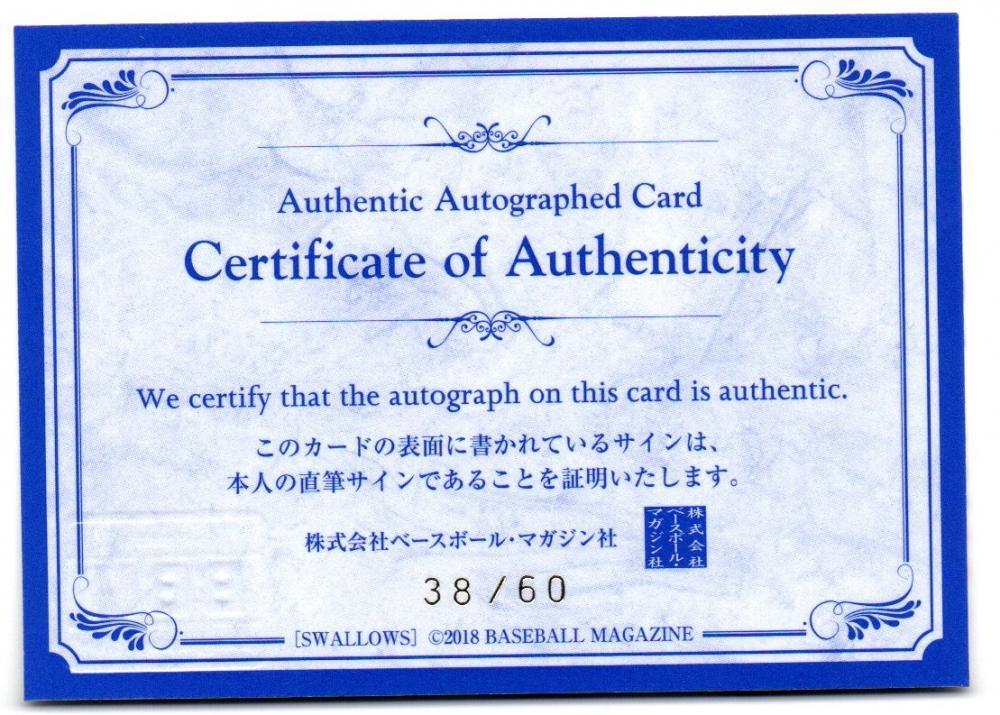 Authentic Autographed Card
Certificate of Authenticity
We certify that the autograph on this card is authentic.
このカードの表面に書かれているサインは、
本人の直筆サインであることを証明いたします。
株式会社ベースボール・マガジン社
株式会社
ベースボール・
マガジン社
38/60
[SWALLOWS] ©2018 BASEBALL MAGAZINE